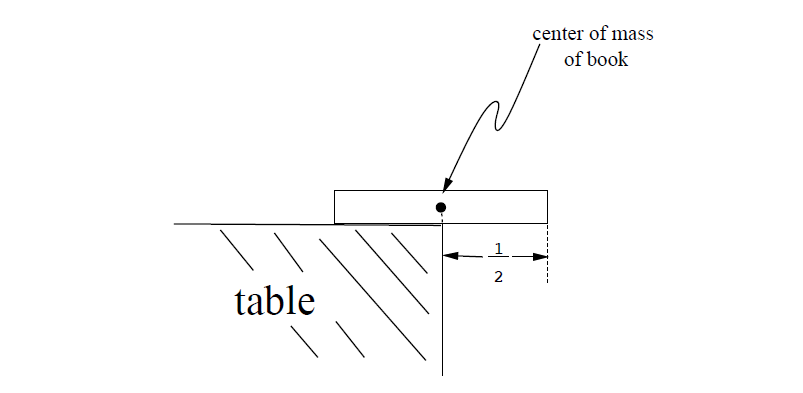 center of mass
of book
1
2
table